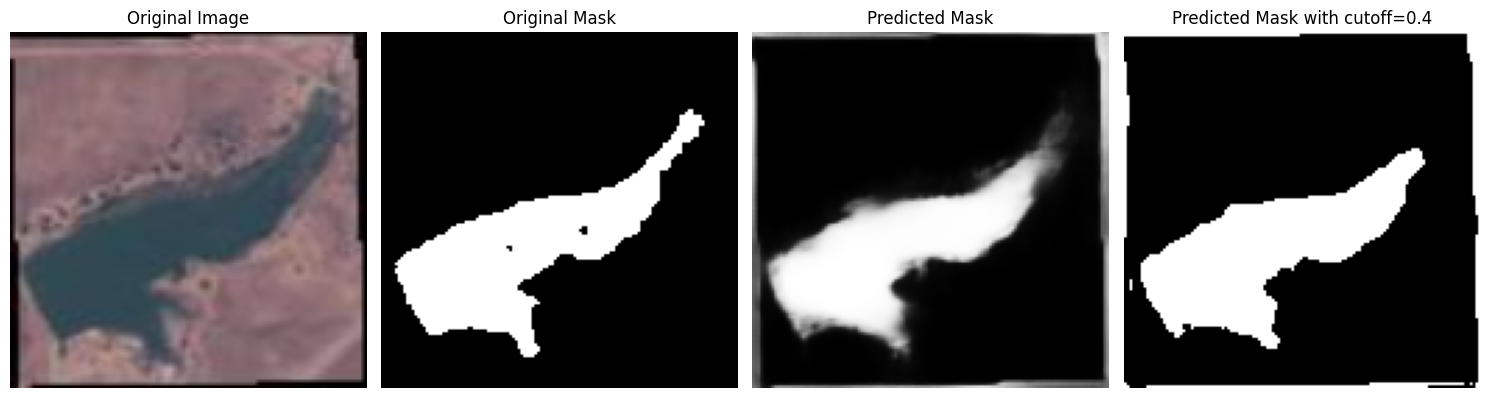 Original Image
Original Mask
Predicted Mask
Predicted Mask with cutoff=0.4